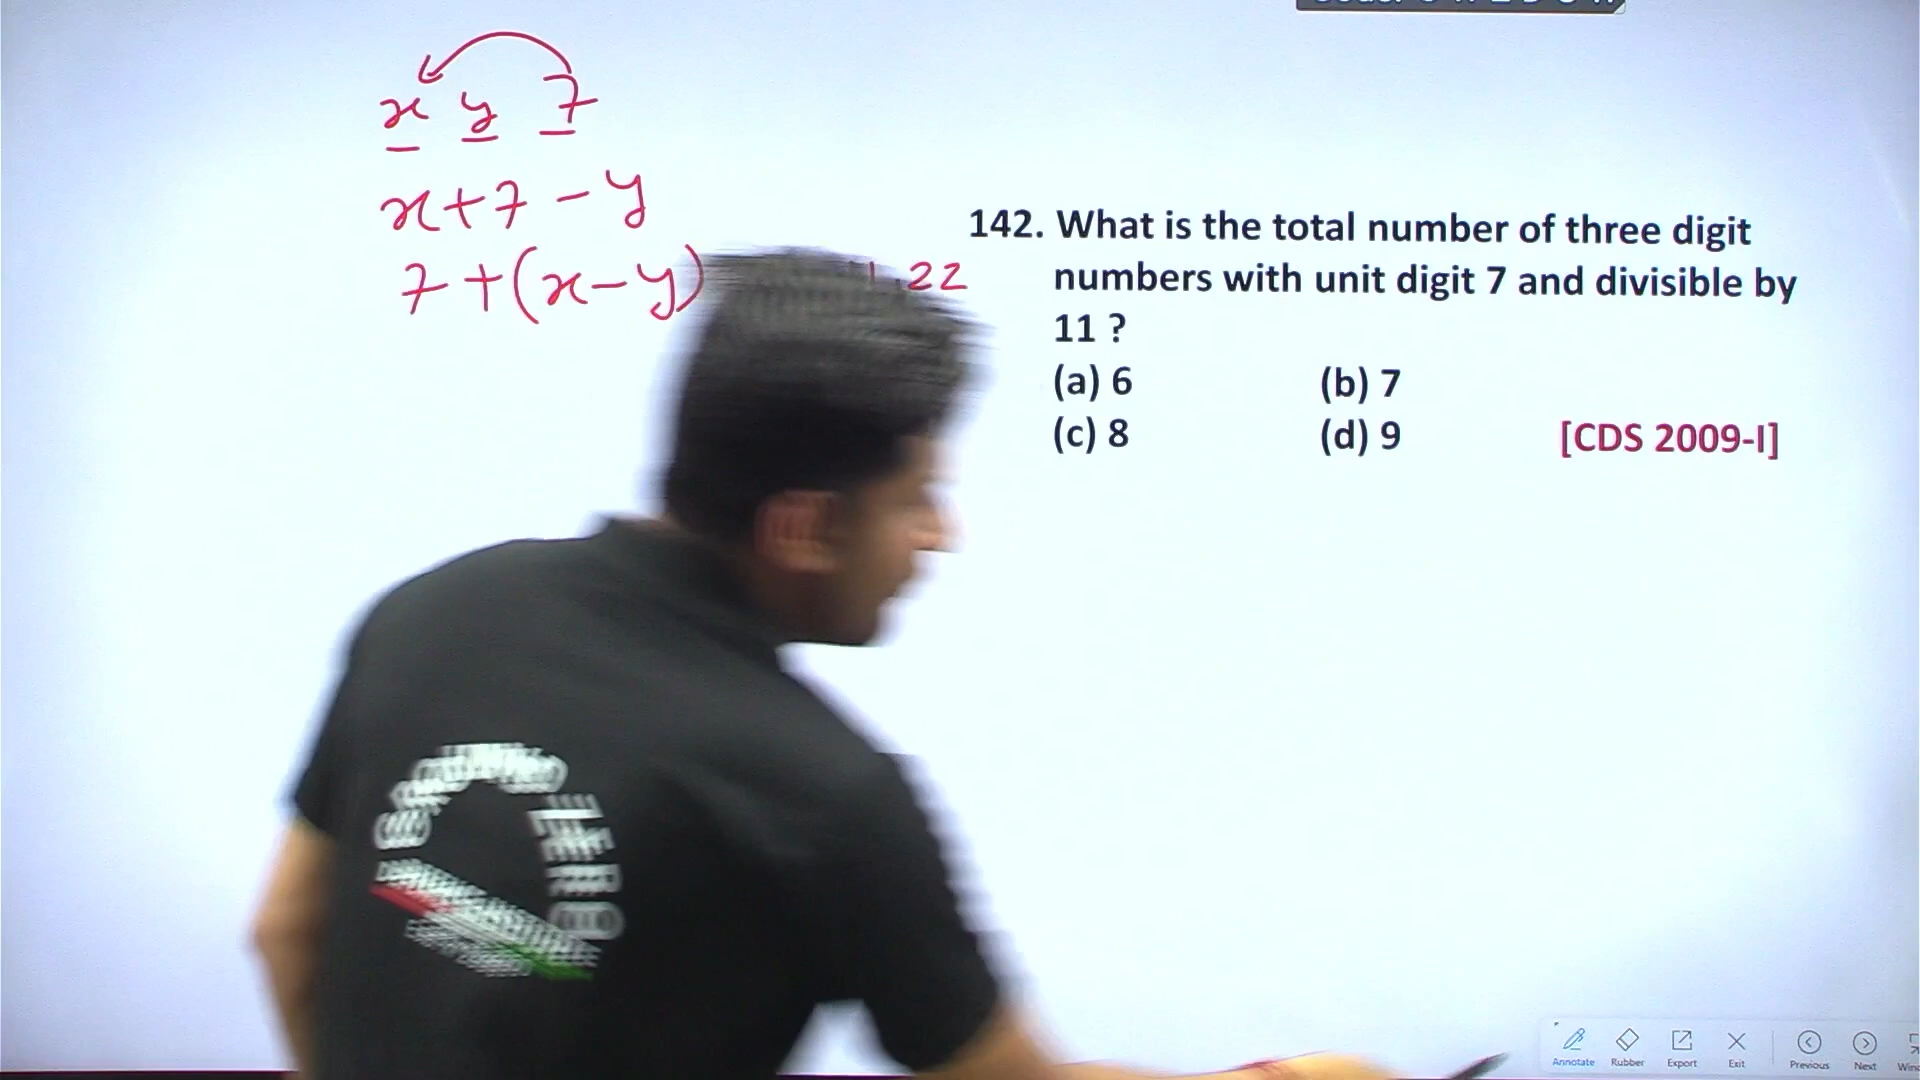 x y 7
x+7-y
7+(x-y) 22
142. What is the total number of three digit
numbers with unit digit 7 and divisible by
11 ?
(a) 6 (b) 7
(c) 8 (d) 9 [CDS 2009-I]
Annotate Rubber Export Exit Previous Next